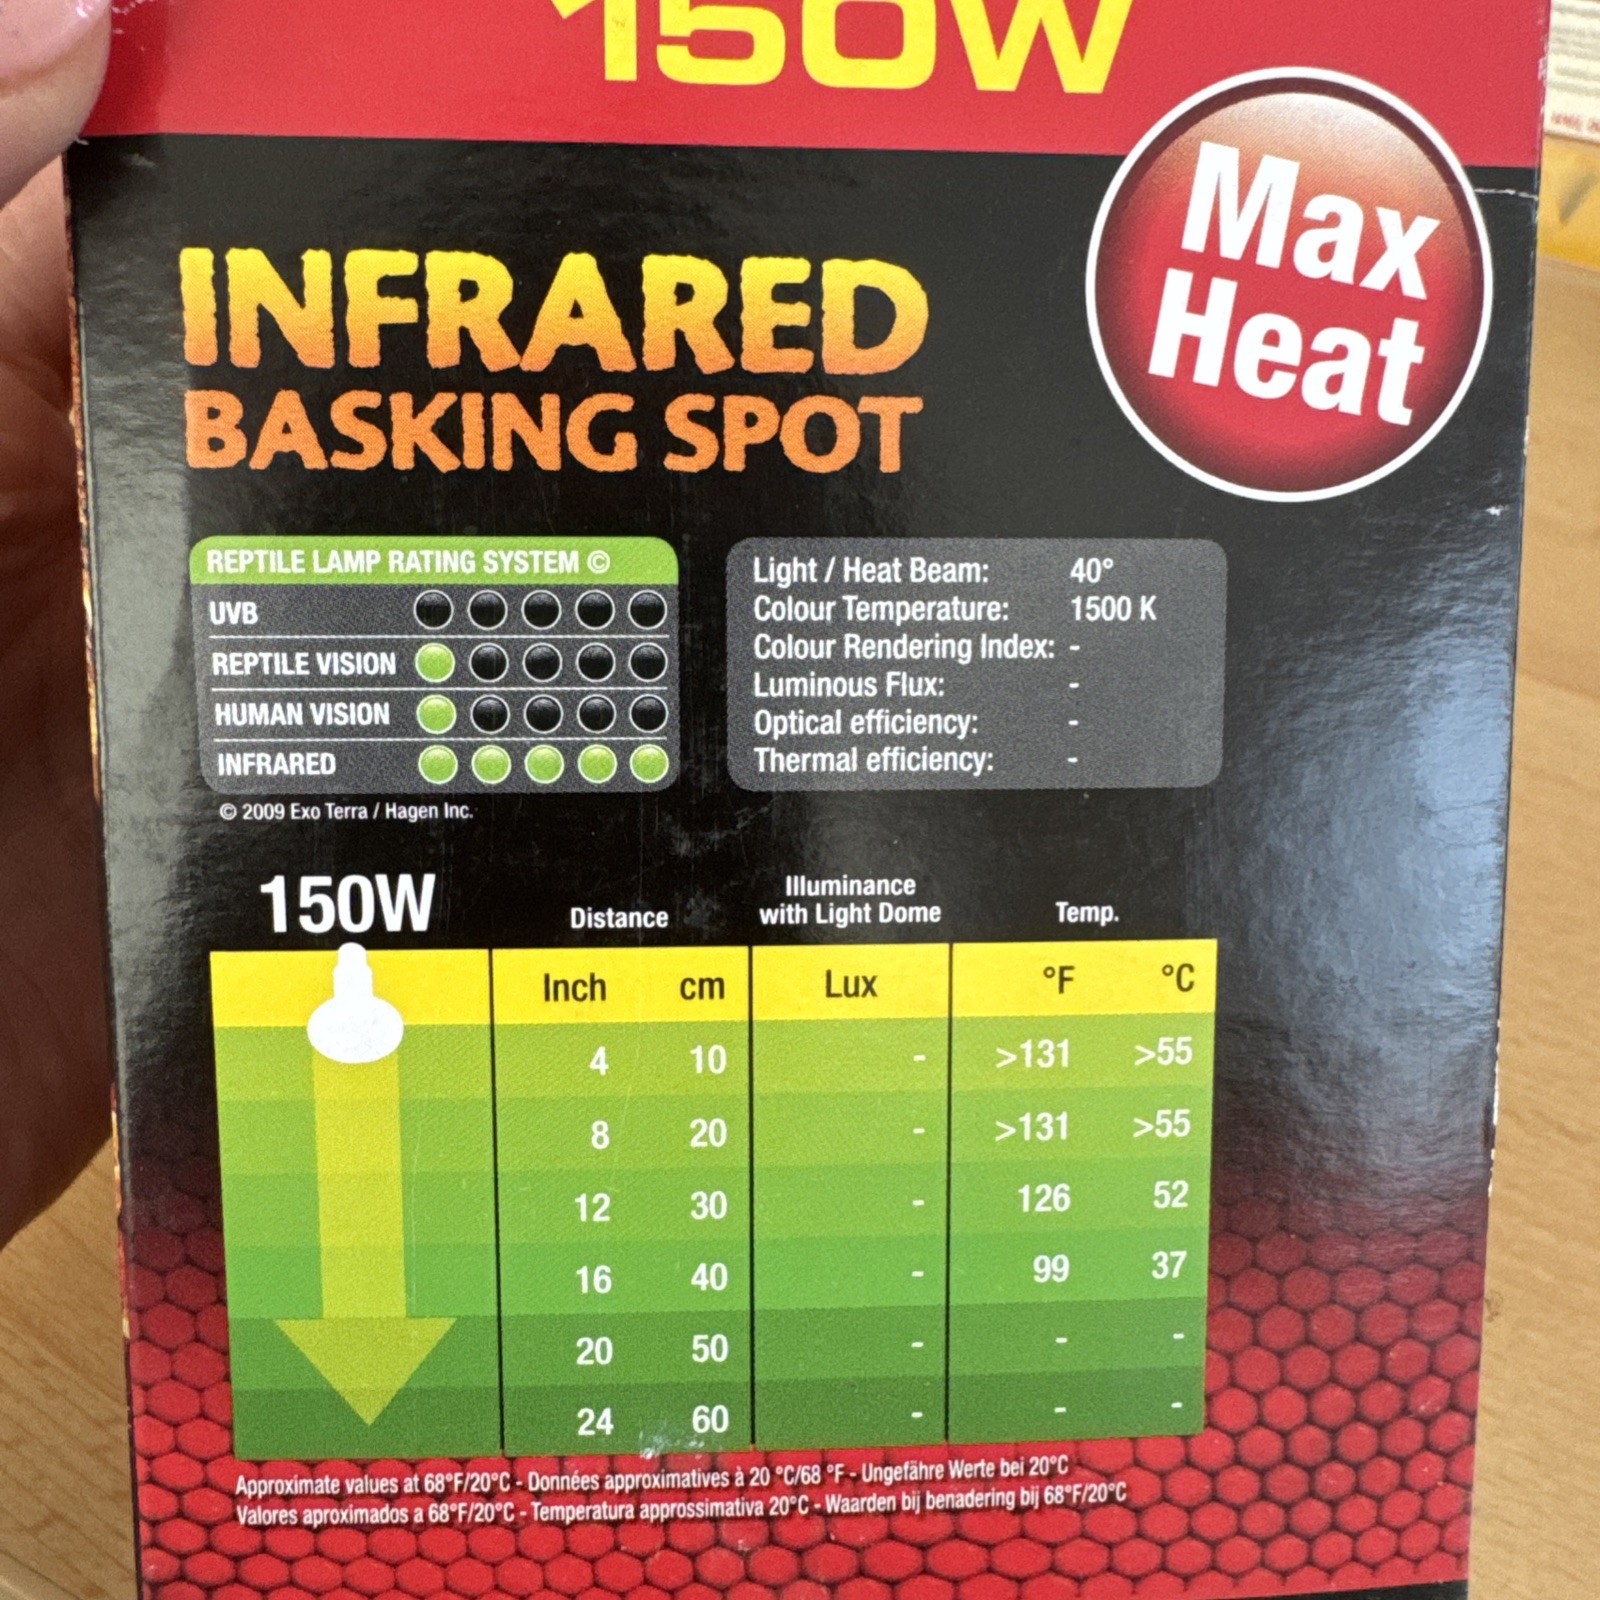 150W
Max
Heat
INFRARED
BASKING SPOT
REPTILE LAMP RATING SYSTEM ©
UVB
REPTILE VISION
HUMAN VISION
INFRARED
© 2009 Exo Terra / Hagen Inc.
Light / Heat Beam: 40°
Colour Temperature: 1500 K
Colour Rendering Index: -
Luminous Flux: -
Optical efficiency: -
Thermal efficiency: -
150W
Distance
Illuminance
with Light Dome
Temp.
Inch cm Lux °F °C
4 10 - >131 >55
8 20 - >131 >55
12 30 - 126 52
16 40 - 99 37
20 50 - - -
24 60 - - -
Approximate values at 68°F/20°C - Données approximatives à 20 °C/68 °F - Ungefähre Werte bei 20°C
Valores aproximados a 68°F/20°C - Temperatura approssimativa 20°C - Waarden bij benadering bij 68°F/20°C